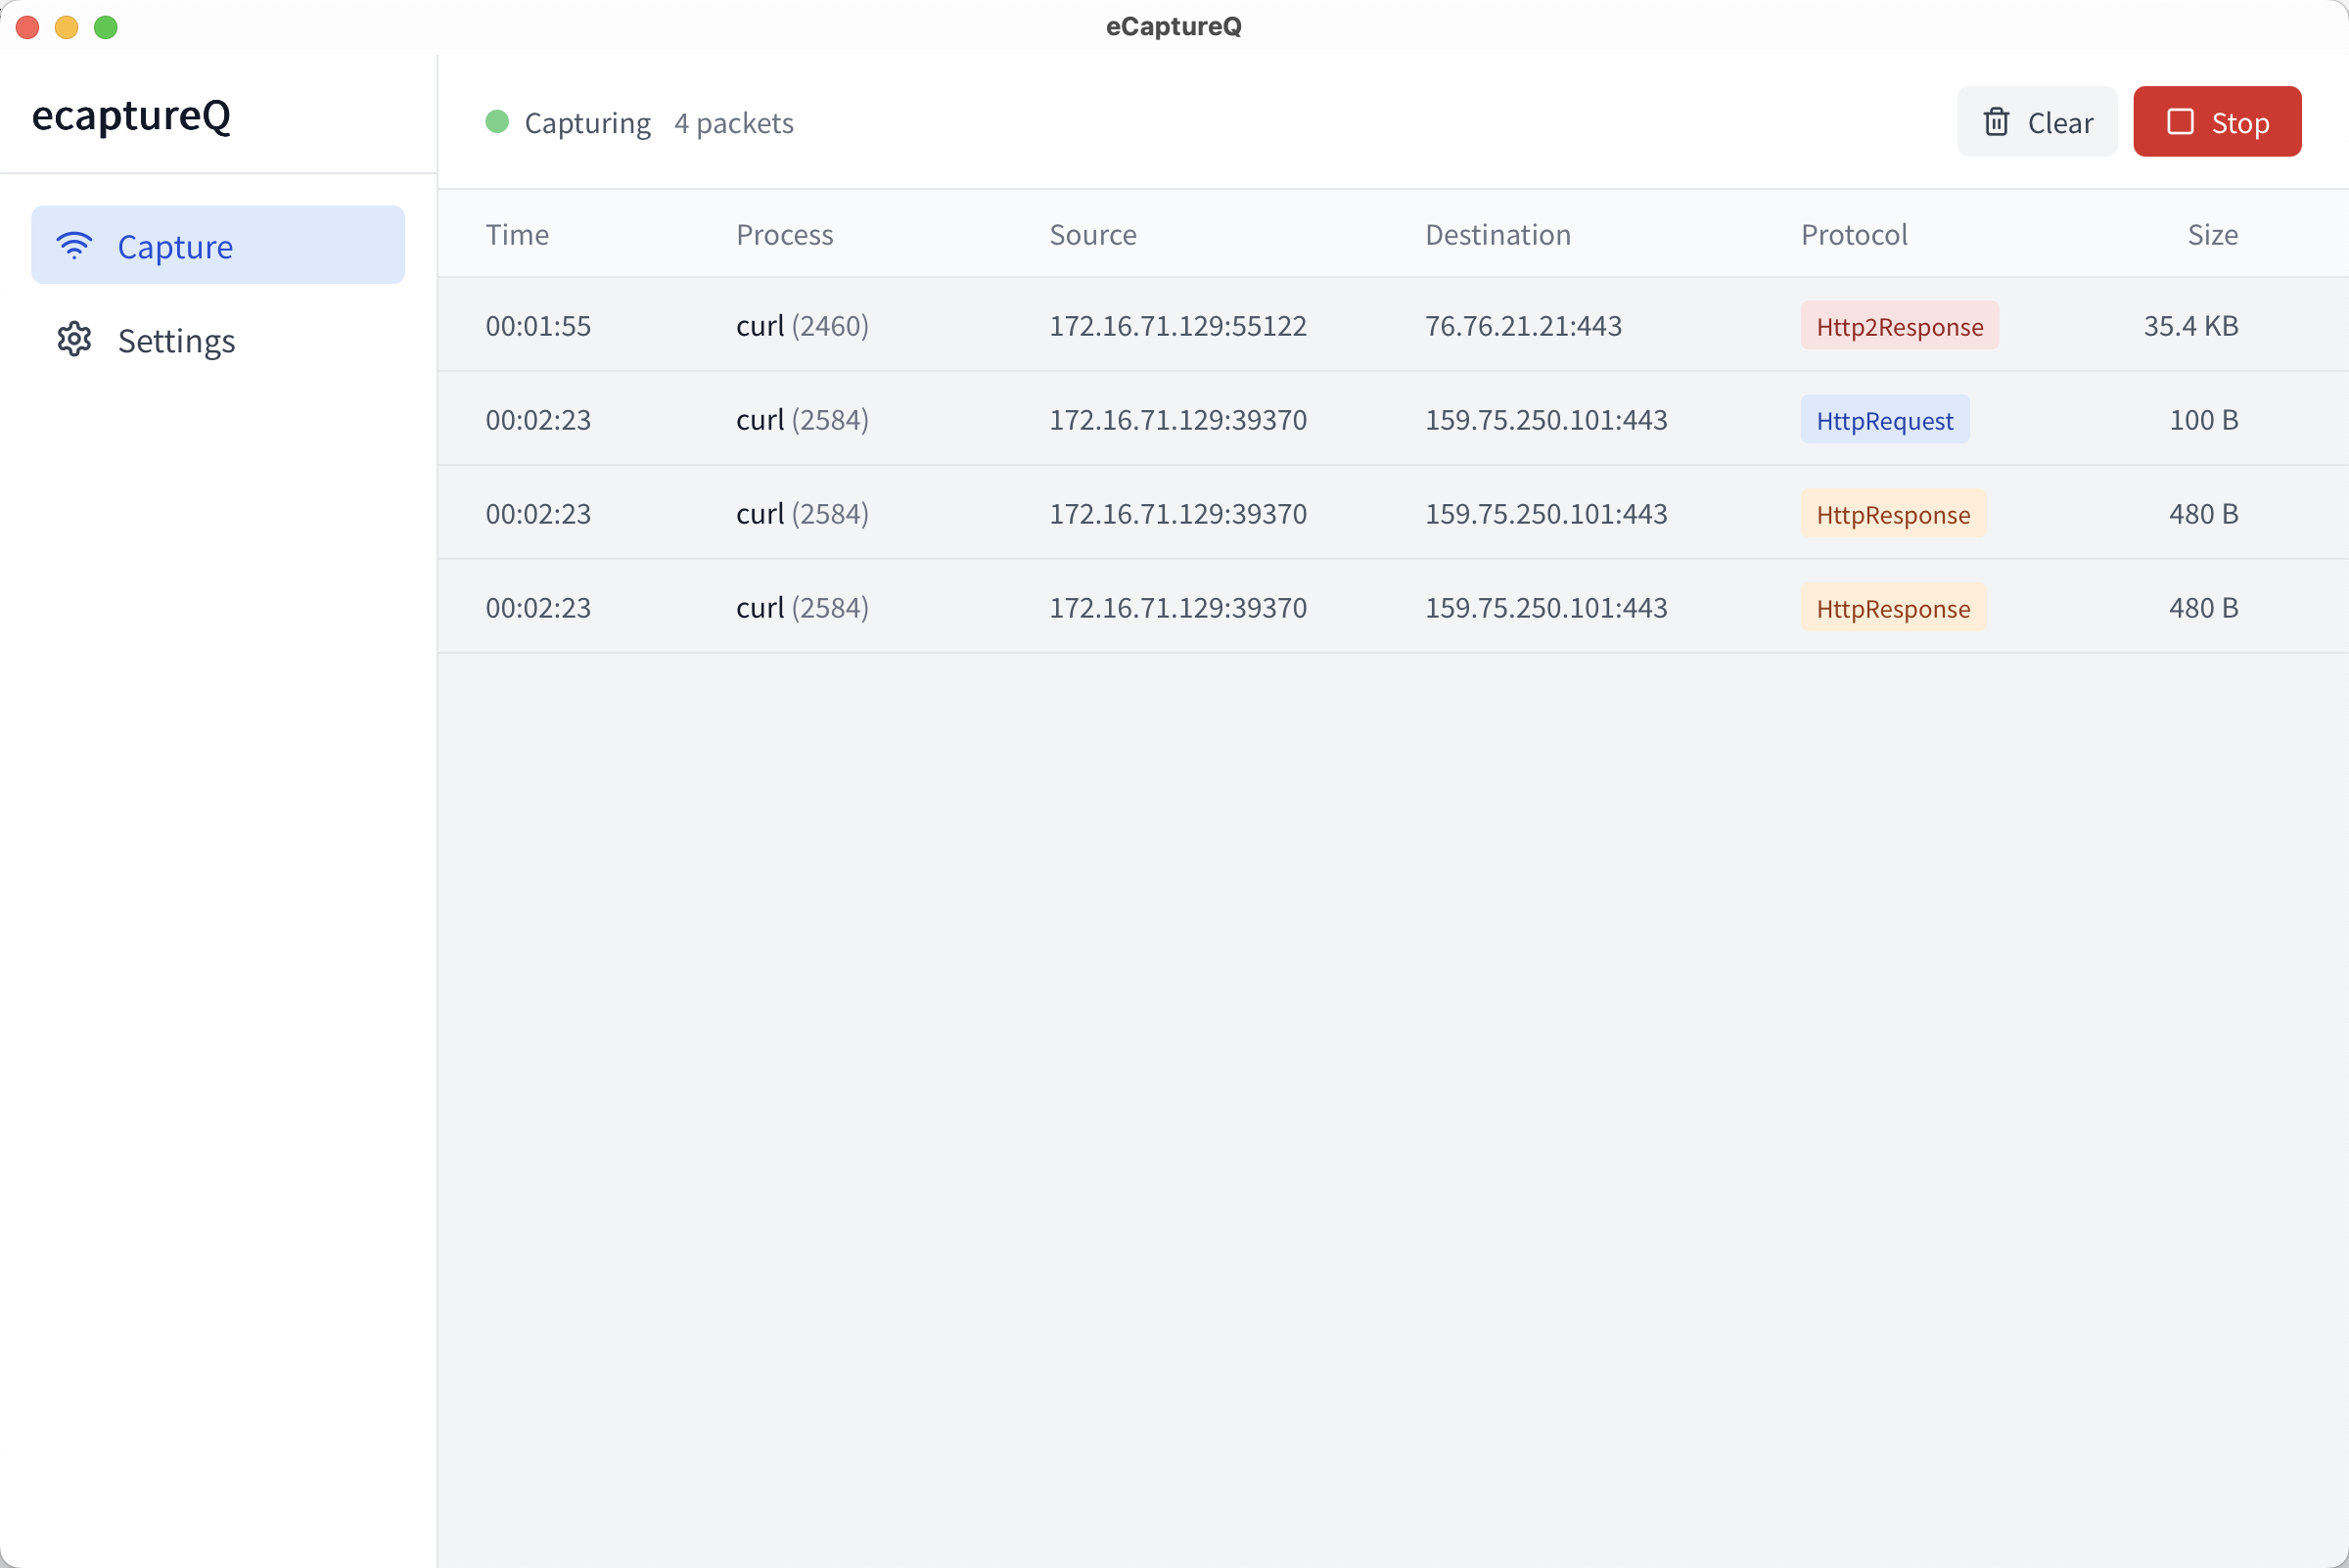 eCaptureQ
ecaptureQ
Capture
Settings
Capturing 4 packets
Clear
Stop
Time Process Source Destination Protocol Size
00:01:55 curl (2460) 172.16.71.129:55122 76.76.21.21:443 Http2Response 35.4 KB
00:02:23 curl (2584) 172.16.71.129:39370 159.75.250.101:443 HttpRequest 100 B
00:02:23 curl (2584) 172.16.71.129:39370 159.75.250.101:443 HttpResponse 480 B
00:02:23 curl (2584) 172.16.71.129:39370 159.75.250.101:443 HttpResponse 480 B